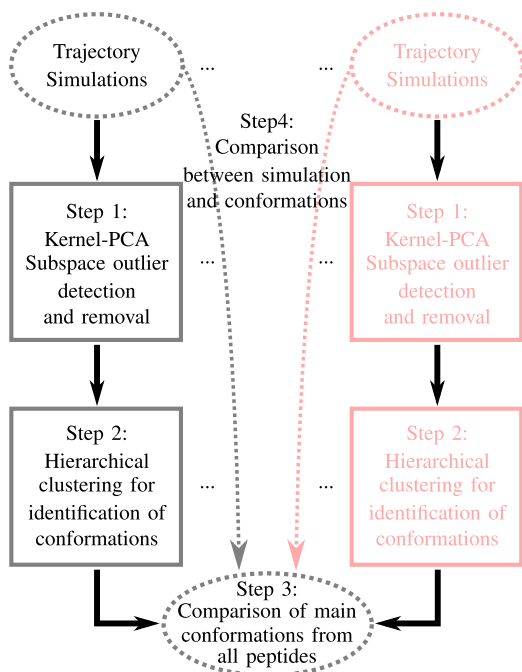 Trajectory
Simulations
...
...
Trajectory
Simulations
Step4:
Comparison
between simulation
and conformations
Step 1:
Kernel-PCA
Subspace outlier
detection
and removal
...
...
Step 1:
Kernel-PCA
Subspace outlier
detection
and removal
Step 2:
Hierarchical
clustering for
identification of
conformations
...
...
Step 2:
Hierarchical
clustering for
identification of
conformations
Step 3:
Comparison of main
conformations from
all peptides